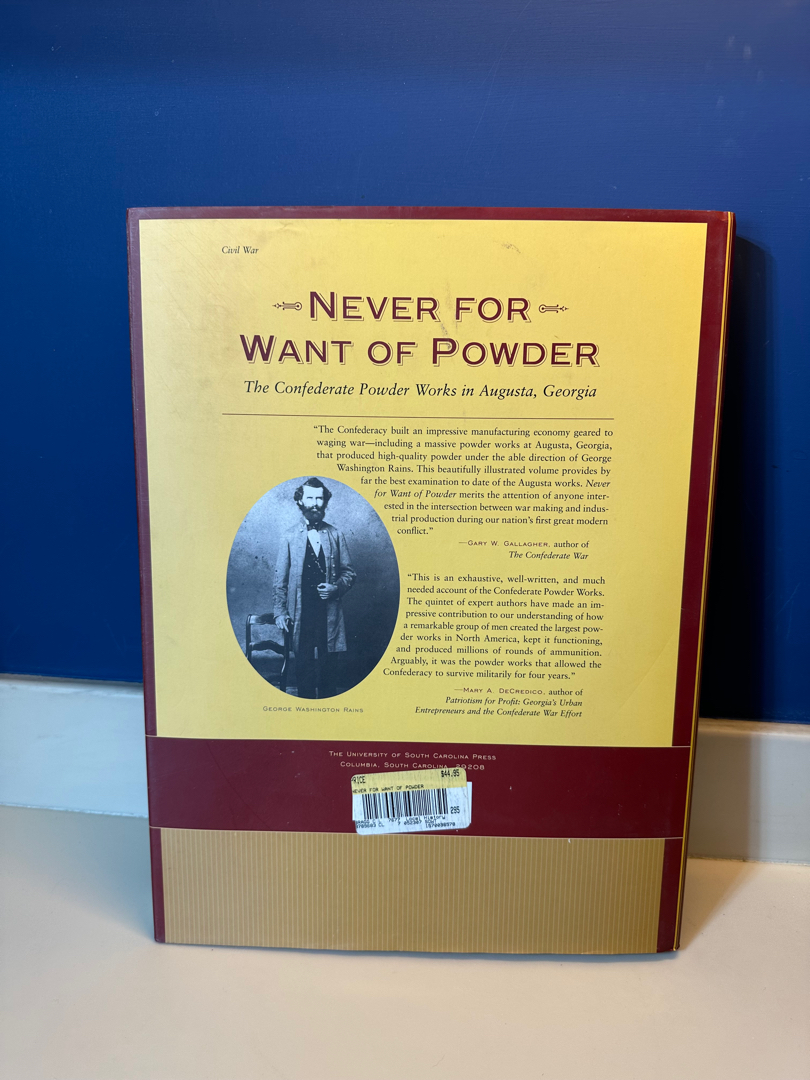 Civil War
Never for
Want of Powder
The Confederate Powder Works in Augusta, Georgia
“The Confederacy built an impressive manufacturing economy geared to
waging war—including a massive powder works at Augusta, Georgia,
that produced high-quality powder under the able direction of George
Washington Rains. This beautifully illustrated volume provides by
far the best examination to date of the Augusta works. Never
for Want of Powder merits the attention of anyone inter-
ested in the intersection between war making and indus-
trial production during our nation’s first great modern
conflict.”
—Gary W. Gallagher, author of
The Confederate War
“This is an exhaustive, well-written, and much
needed account of the Confederate Powder Works.
The quintet of expert authors have made an im-
pressive contribution to our understanding of how
a remarkable group of men created the largest pow-
der works in North America, kept it functioning,
and produced millions of rounds of ammunition.
Arguably, it was the powder works that allowed the
Confederacy to survive militarily for four years.”
—Mary A. DeCredico, author of
Patriotism for Profit: Georgia’s Urban
Entrepreneurs and the Confederate War Effort
George Washington Rains
The University of South Carolina Press
Columbia, South Carolina 29208
RICE $44.95
NEVER FOR WANT OF POWDER
295
Local History